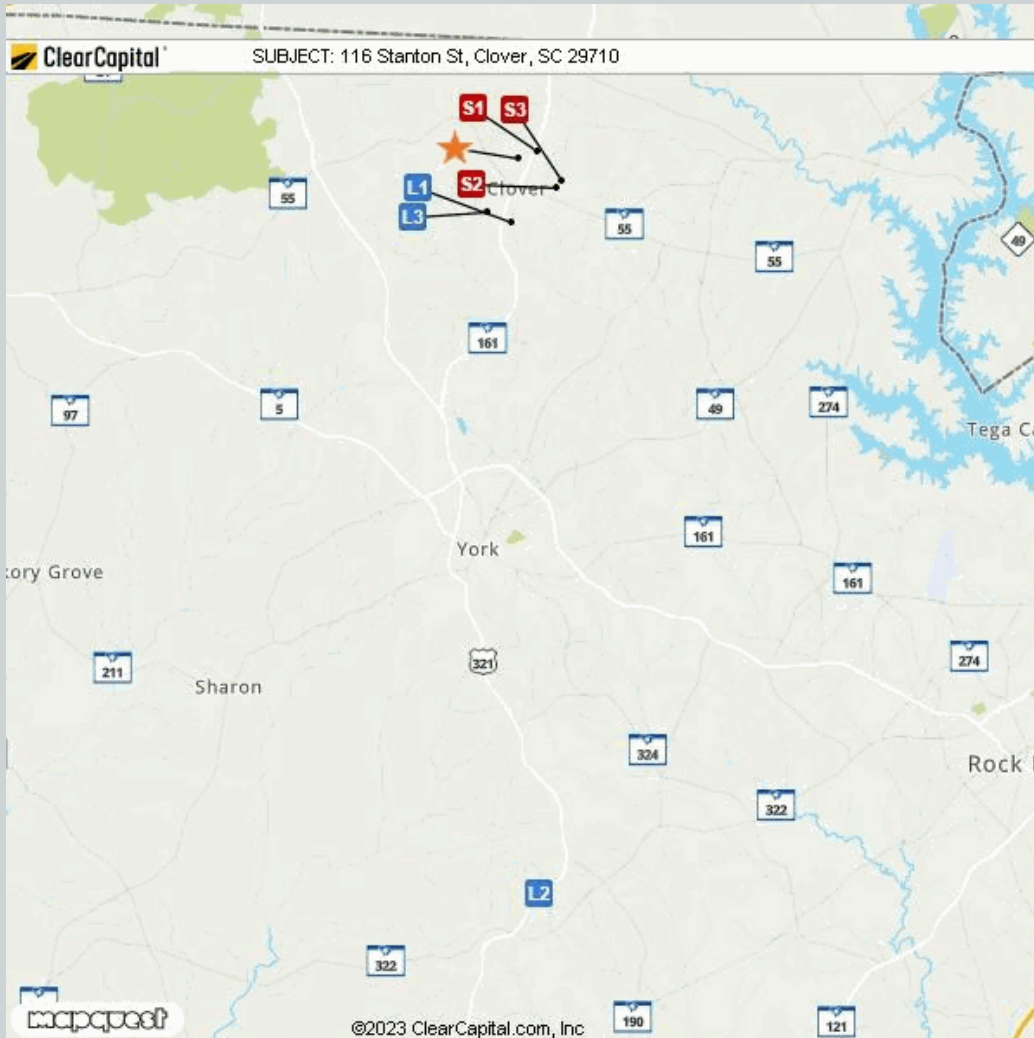 ClearCapital
SUBJECT: 116 Stanton St, Clover, SC 29710
S1
S3
L1
S2
Clover
55
L3
55
55
49
161
97
5
49
274
Tega Ca
161
York
kory Grove
161
321
211
274
Sharon
324
Rock
322
L2
322
190
121
mapquest
©2023 ClearCapital.com, Inc